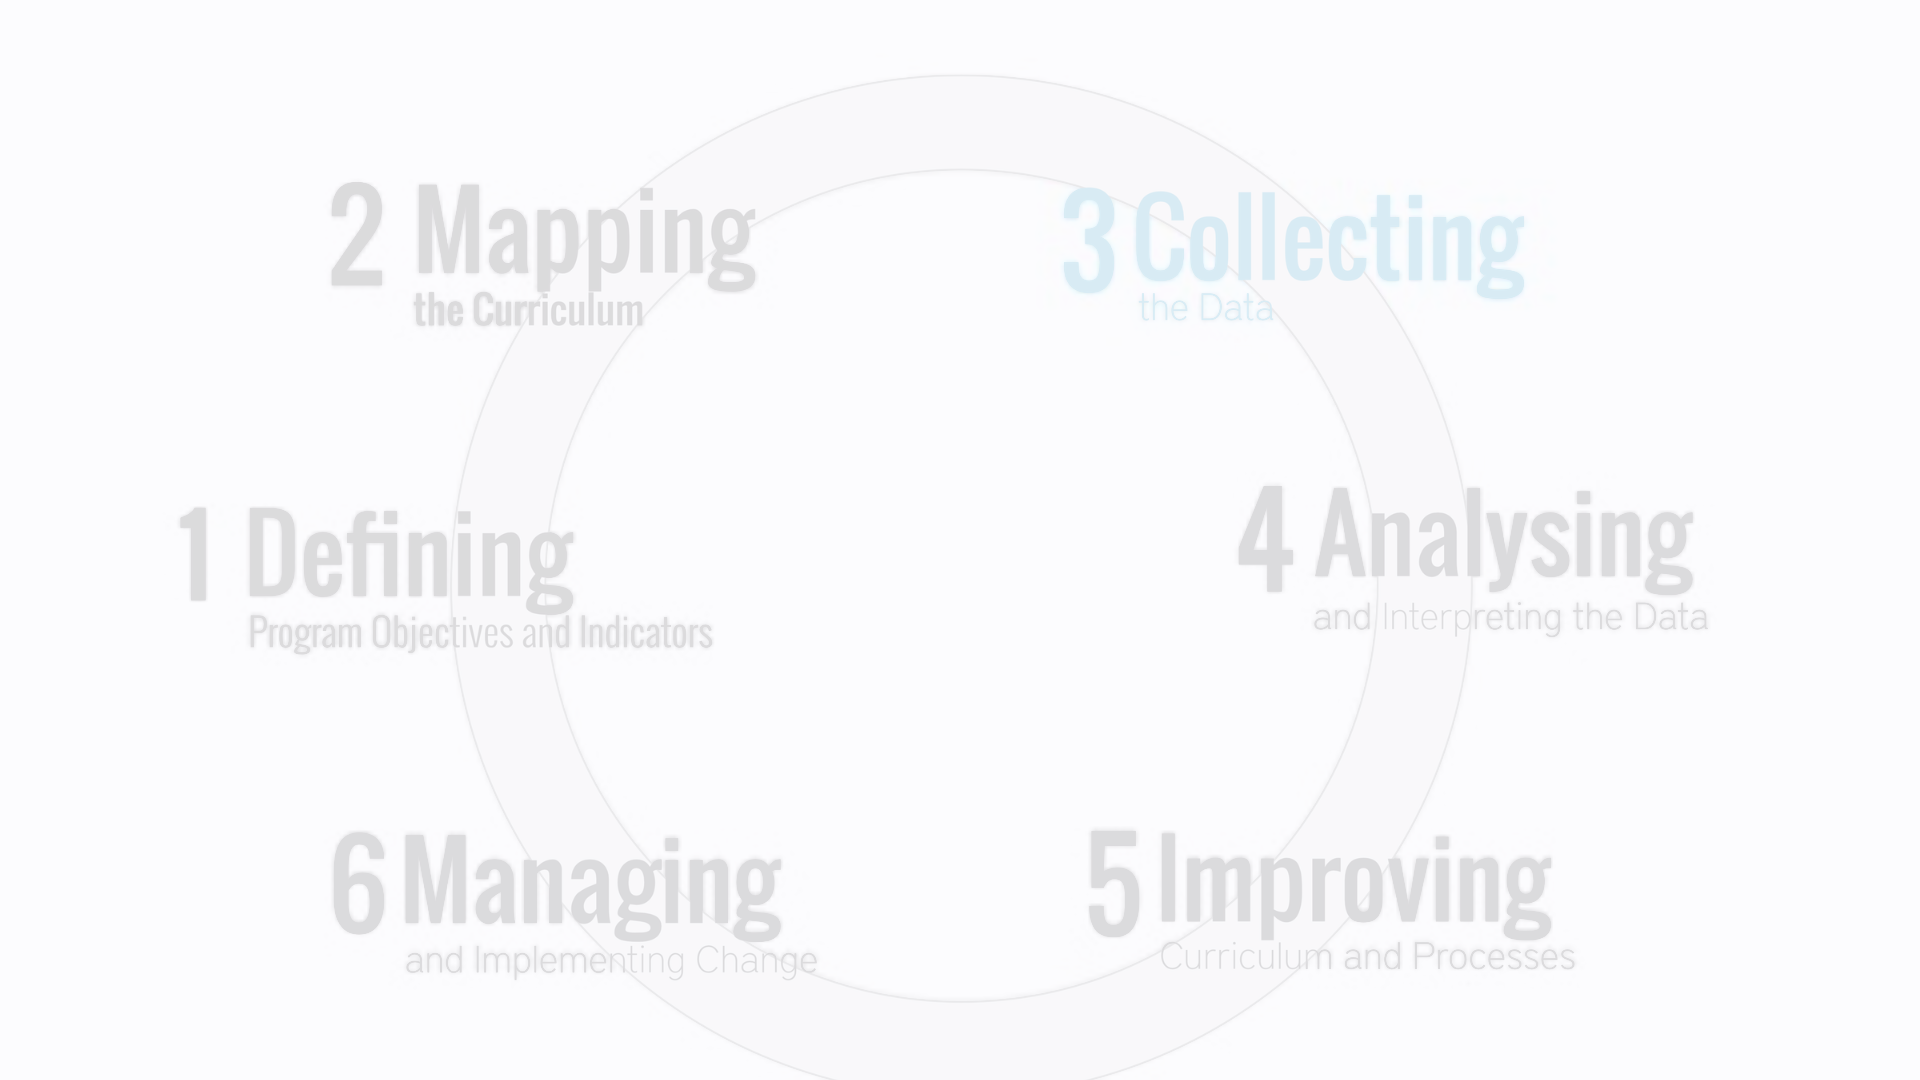 2 Mapping
the Curriculum
3 Collecting
the Data
1 Defining
Program Objectives and Indicators
4 Analysing
and Interpreting the Data
6 Managing
and Implementing Change
5 Improving
Curriculum and Processes